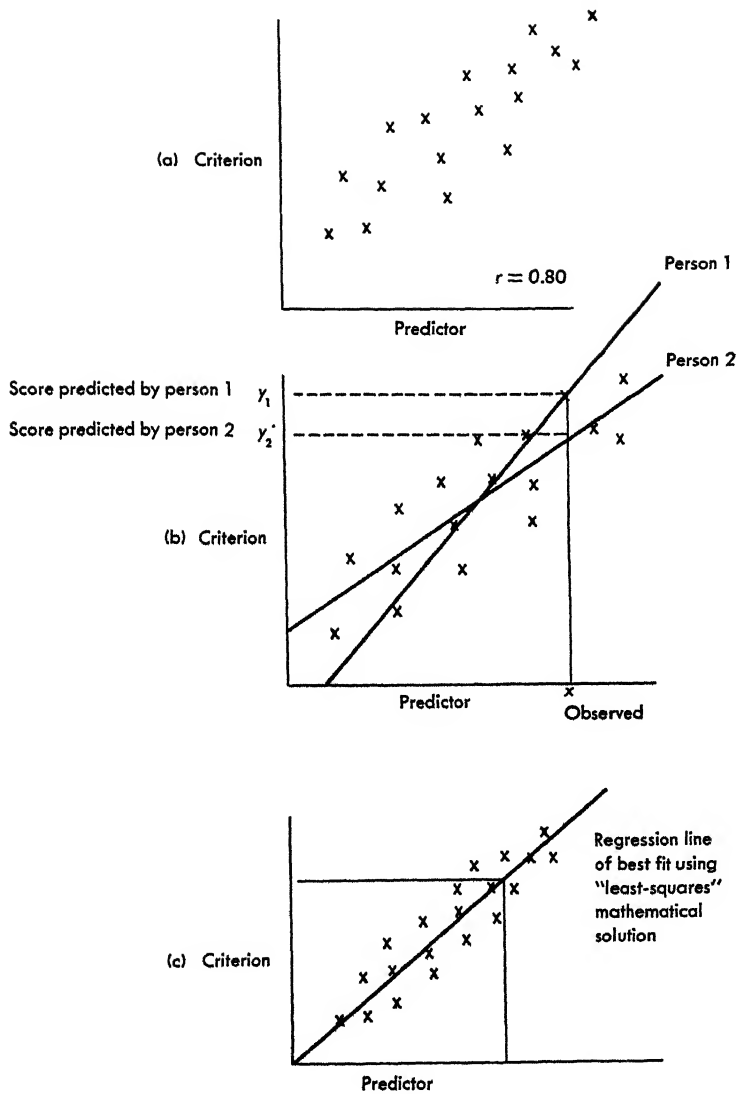 (a) Criterion
r = 0.80
Predictor
Person 1
Person 2
Score predicted by person 1 y₁
Score predicted by person 2 y₂
(b) Criterion
Predictor
x
Observed
Regression line
of best fit using
"least-squares"
mathematical
solution
(c) Criterion
Predictor